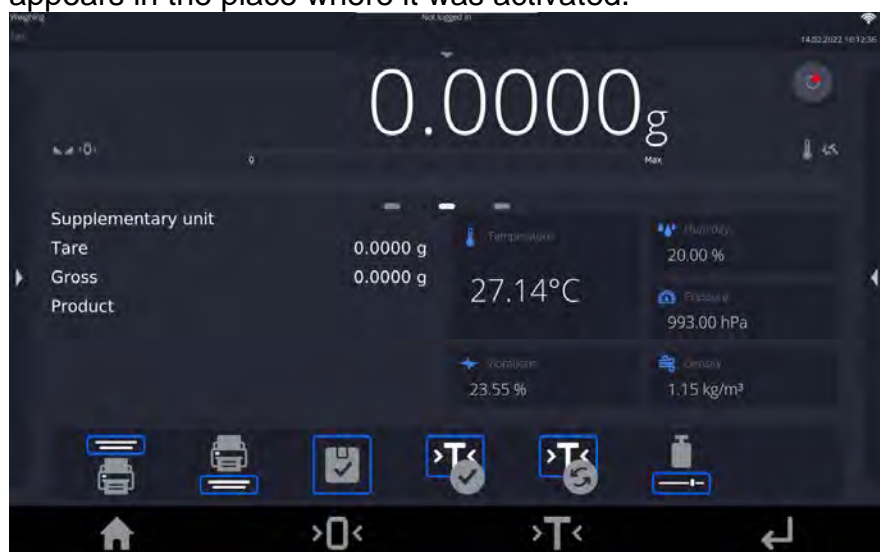 appears in the place where it was activated.
Weighing
Not logged in
14.02.2022 10:12:36
0.0000g
›0‹
0
Max
Supplementary unit
Tare 0.0000 g
Gross 0.0000 g
Product
Temperature
27.14°C
Humidity
20.00 %
Pressure
993.00 hPa
Vibrations
23.55 %
Density
1.15 kg/m³
›T‹ ›T‹
›0‹ ›T‹